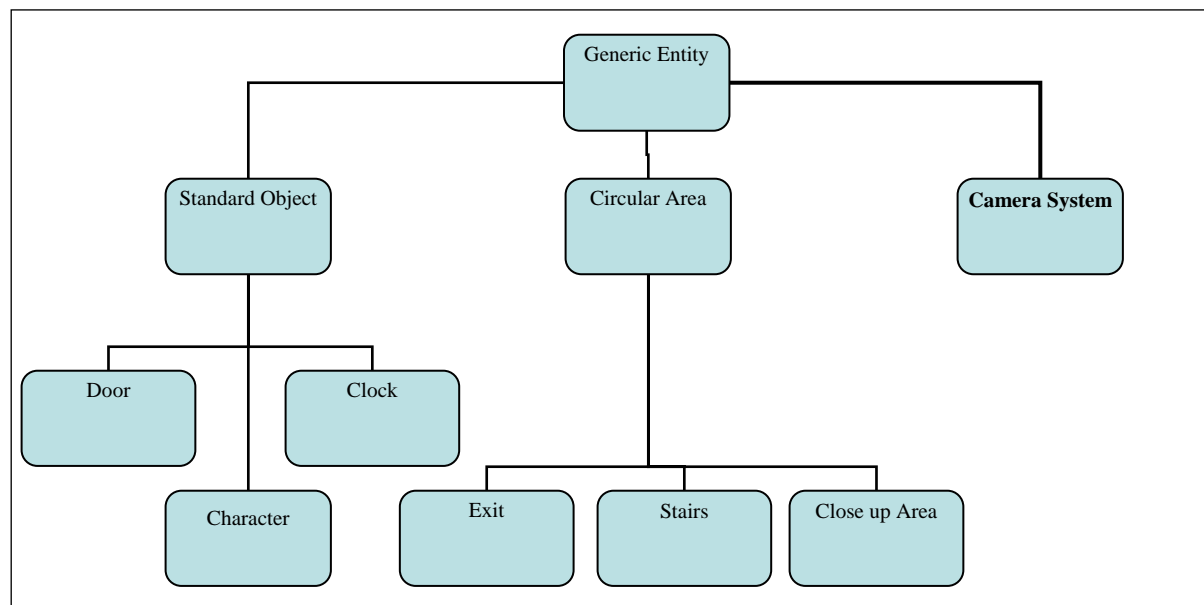 Generic Entity
Standard Object
Circular Area
Camera System
Door
Clock
Character
Exit
Stairs
Close up Area